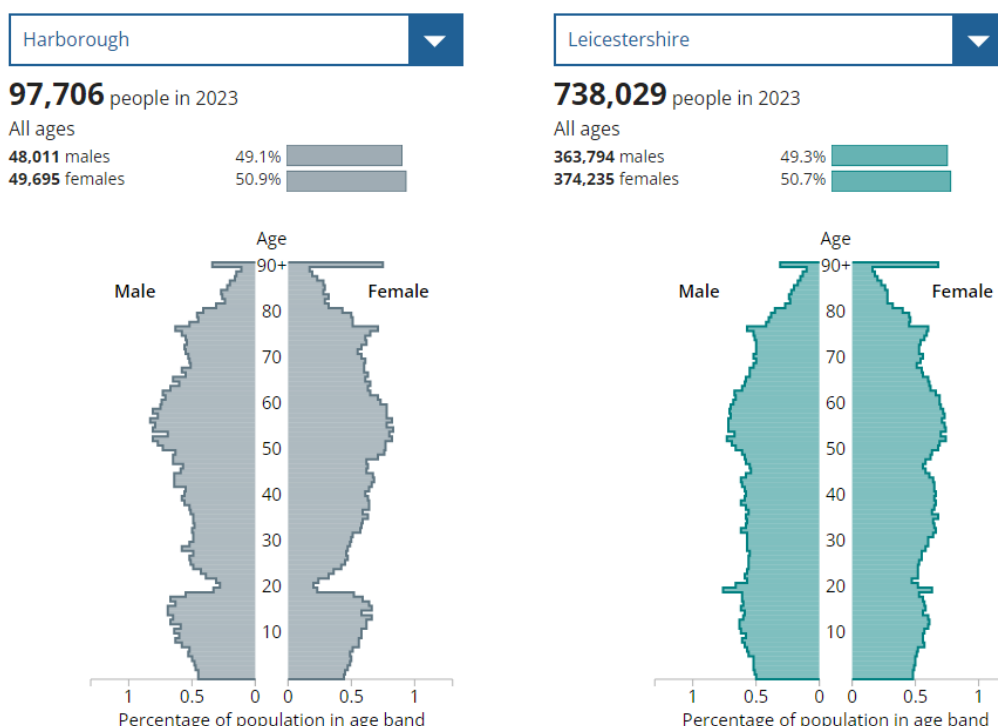 Harborough
97,706 people in 2023
All ages
48,011 males 49.1%
49,695 females 50.9%
Age
90+
Male Female
80
70
60
50
40
30
20
10
1 0.5 0 0 0.5 1
Percentage of population in age band
Leicestershire
738,029 people in 2023
All ages
363,794 males 49.3%
374,235 females 50.7%
Age
90+
Male Female
80
70
60
50
40
30
20
10
1 0.5 0 0 0.5 1
Percentage of population in age band